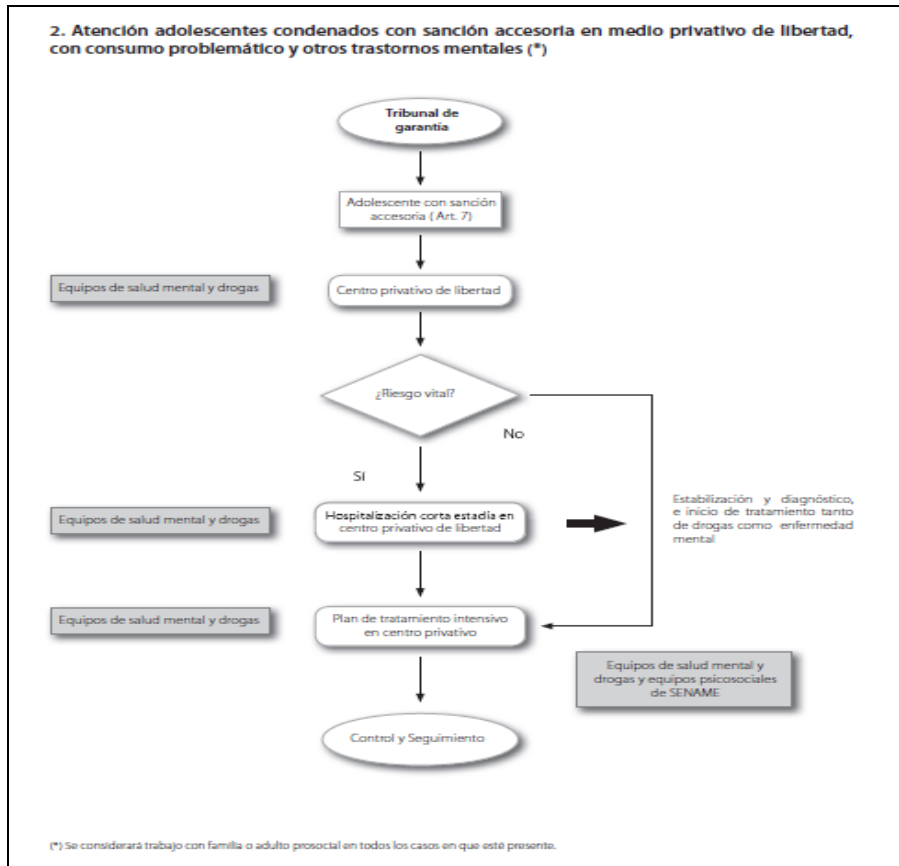 2. Atención adolescentes condenados con sanción accesoria en medio privativo de libertad,
con consumo problemático y otros trastornos mentales (*)
Tribunal de
garantía
Adolescente con sanción
accesoria ( Art. 7)
Equipos de salud mental y drogas
Centro privativo de libertad
¿Riesgo vital?
No
Sí
Equipos de salud mental y drogas
Hospitalización corta estadía en
centro privativo de libertad
Estabilización y diagnóstico,
e inicio de tratamiento tanto
de drogas como enfermedad
mental
Equipos de salud mental y drogas
Plan de tratamiento intensivo
en centro privativo
Equipos de salud mental y
drogas y equipos psicosociales
de SENAME
Control y Seguimiento
(*) Se considerará trabajo con familia o adulto prosocial en todos los casos en que esté presente.